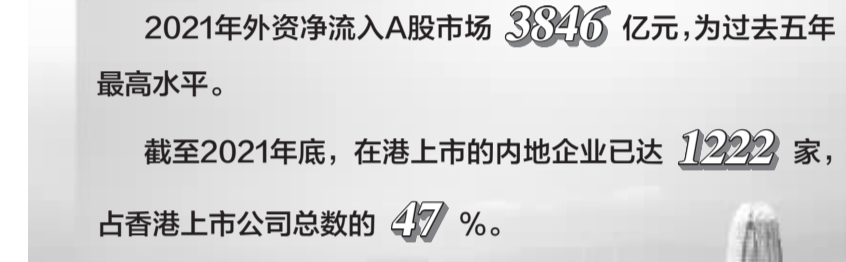 2021年外资净流入A股市场 3846 亿元,为过去五年
最高水平。
截至2021年底，在港上市的内地企业已达 1222 家，
占香港上市公司总数的 47 %。